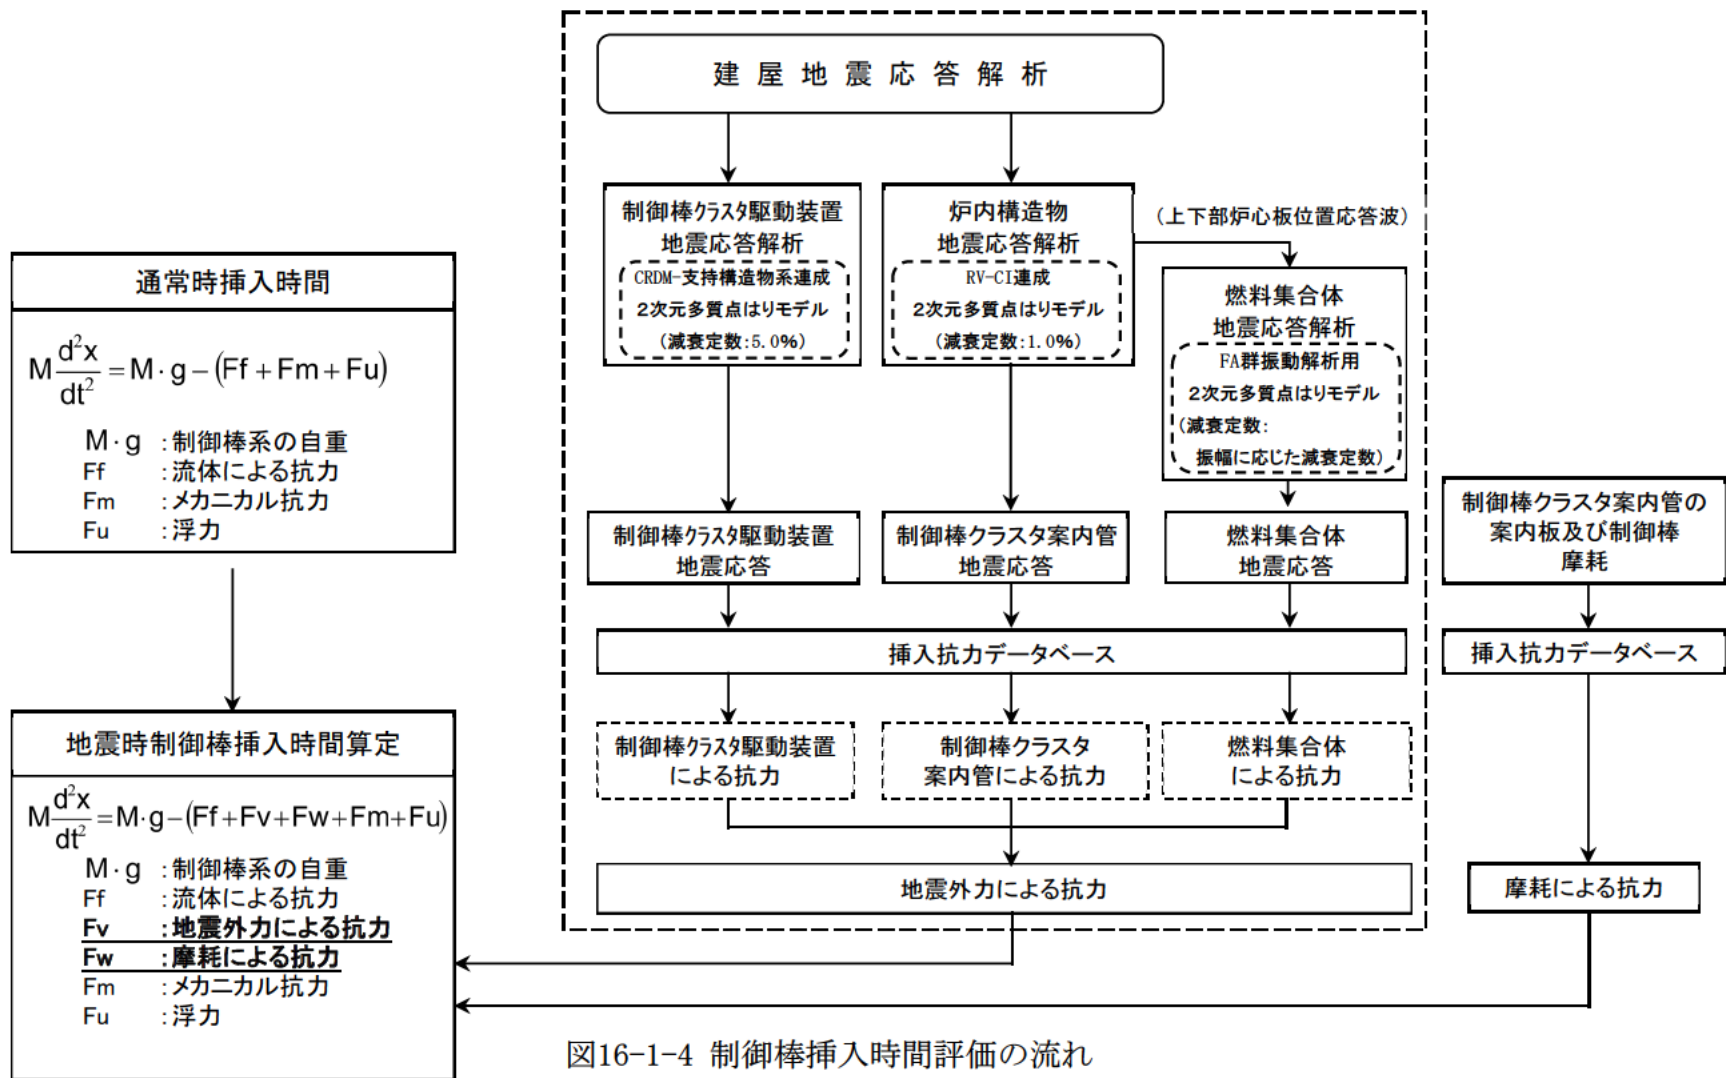 建屋地震応答解析
制御棒クラスタ駆動装置
地震応答解析
CRDM-支持構造物系連成
2次元多質点はりモデル
(減衰定数:5.0%)
炉内構造物
地震応答解析
RV-CI連成
2次元多質点はりモデル
(減衰定数:1.0%)
(上下部炉心板位置応答波)
燃料集合体
地震応答解析
FA群振動解析用
2次元多質点はりモデル
(減衰定数:
振幅に応じた減衰定数)
通常時挿入時間
M d²x/dt² = M・g-(Ff+Fm+Fu)
M・g :制御棒系の自重
Ff :流体による抗力
Fm :メカニカル抗力
Fu :浮力
制御棒クラスタ駆動装置
地震応答
制御棒クラスタ案内管
地震応答
燃料集合体
地震応答
制御棒クラスタ案内管の
案内板及び制御棒
摩耗
挿入抗力データベース
挿入抗力データベース
制御棒クラスタ駆動装置
による抗力
制御棒クラスタ
案内管による抗力
燃料集合体
による抗力
地震外力による抗力
摩耗による抗力
地震時制御棒挿入時間算定
M d²x/dt² = M・g-(Ff+Fv+Fw+Fm+Fu)
M・g :制御棒系の自重
Ff :流体による抗力
Fv :地震外力による抗力
Fw :摩耗による抗力
Fm :メカニカル抗力
Fu :浮力
図16-1-4 制御棒挿入時間評価の流れ